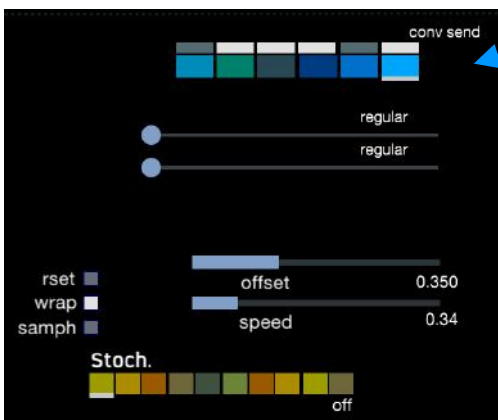 conv send
regular
regular
rset
offset 0.350
wrap
speed 0.34
samph
Stoch.
off